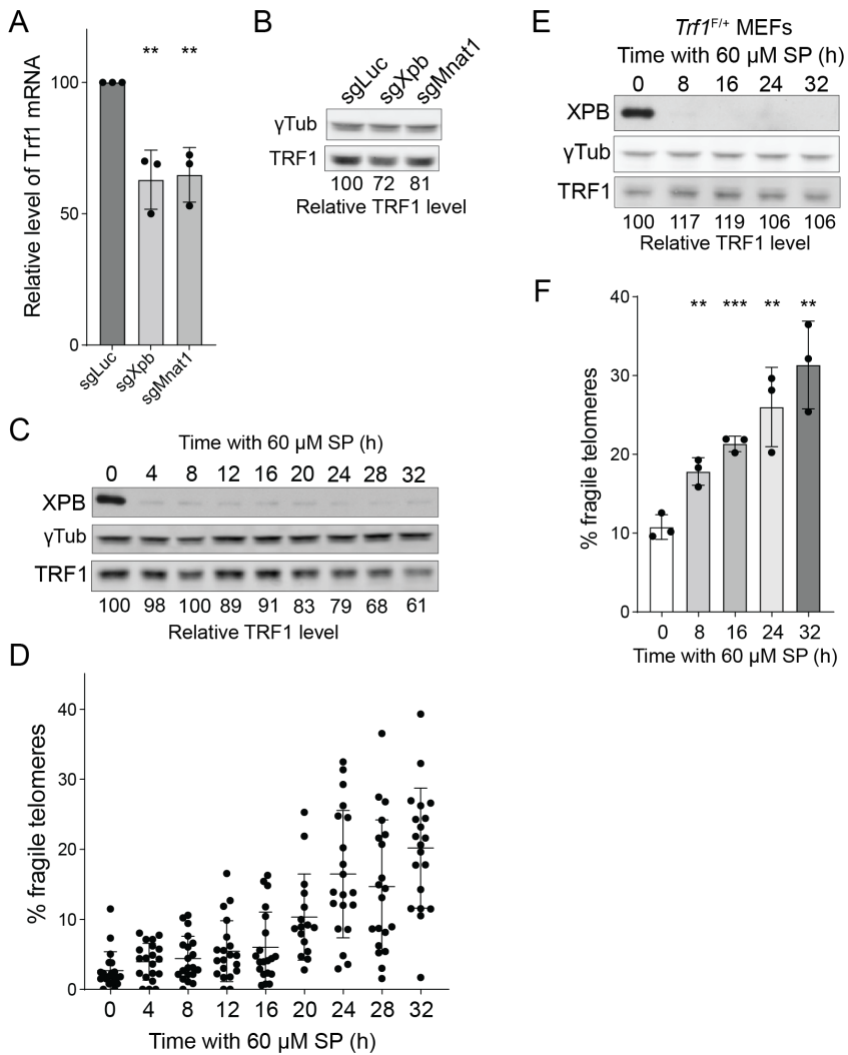 A
Relative level of Trf1 mRNA
** **
100
50
0
sgLuc
sgXpb
sgMnat1
B
sgLuc sgXpb sgMnat1
γTub
TRF1
100 72 81
Relative TRF1 level
C
Time with 60 µM SP (h)
0 4 8 12 16 20 24 28 32
XPB
γTub
TRF1
100 98 100 89 91 83 79 68 61
Relative TRF1 level
D
% fragile telomeres
40
30
20
10
0
0 4 8 12 16 20 24 28 32
Time with 60 µM SP (h)
E
Trf1F/+ MEFs
Time with 60 µM SP (h)
0 8 16 24 32
XPB
γTub
TRF1
100 117 119 106 106
Relative TRF1 level
F
% fragile telomeres
** *** ** **
40
30
20
10
0
0 8 16 24 32
Time with 60 µM SP (h)